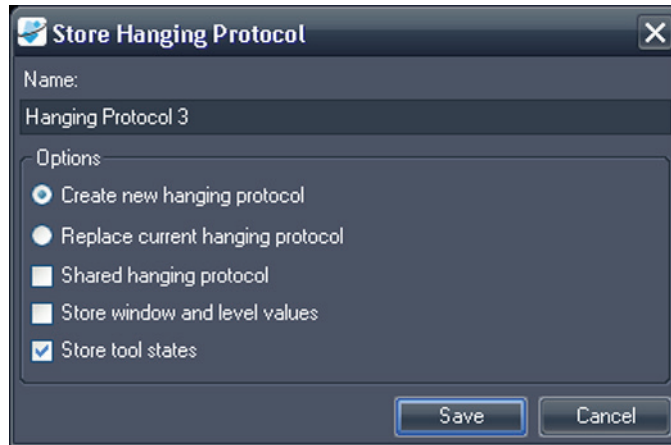 Store Hanging Protocol
Name:
Hanging Protocol 3
Options
Create new hanging protocol
Replace current hanging protocol
Shared hanging protocol
Store window and level values
Store tool states
Save Cancel